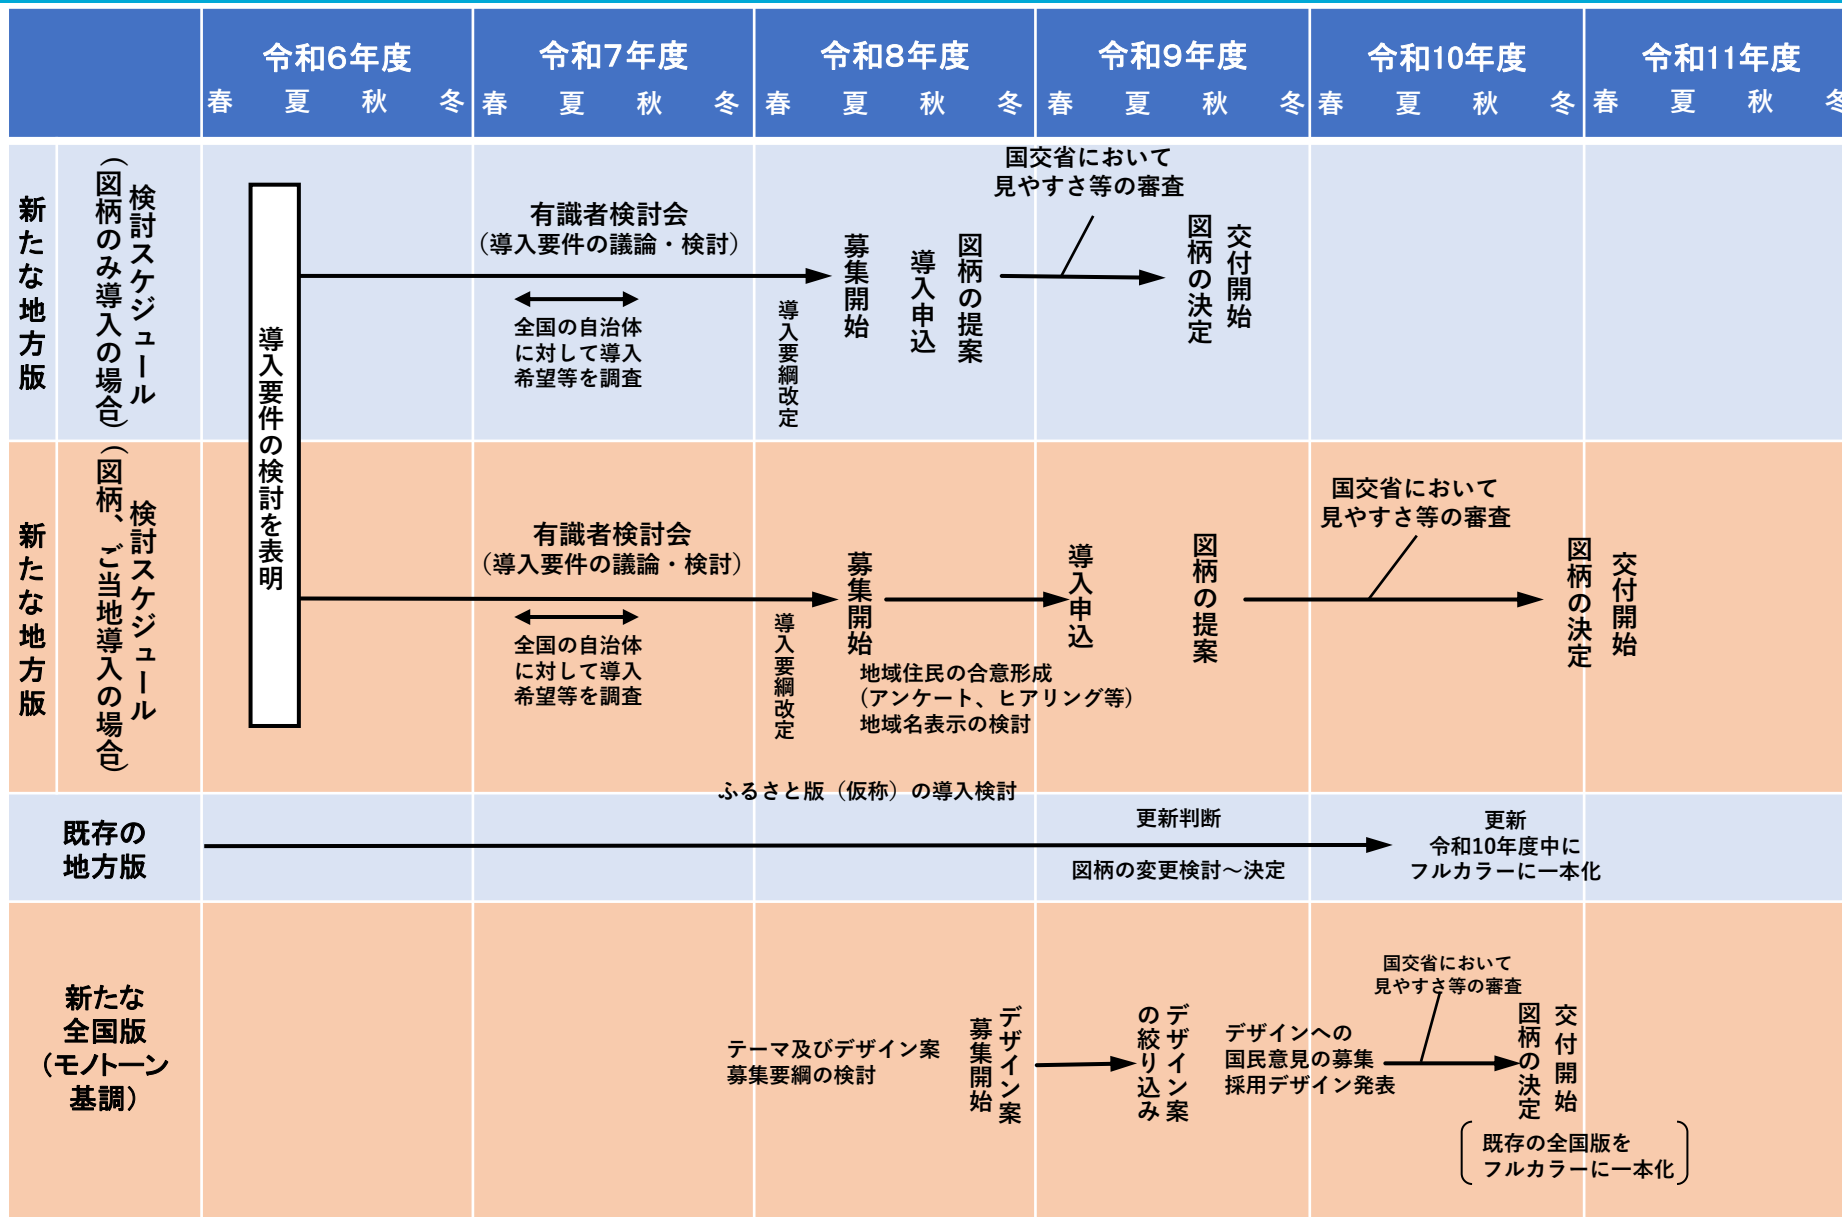 令和6年度
春 夏 秋 冬
令和7年度
春 夏 秋 冬
令和8年度
春 夏 秋 冬
令和9年度
春 夏 秋 冬
令和10年度
春 夏 秋 冬
令和11年度
春 夏 秋 冬
新たな地方版
検討スケジュール
（図柄のみ導入の場合）
導入要件の検討を表明
有識者検討会
（導入要件の議論・検討）
全国の自治体
に対して導入
希望等を調査
導入要綱改定
募集開始
導入申込
図柄の提案
国交省において
見やすさ等の審査
図柄の決定
交付開始
新たな地方版
検討スケジュール
（図柄、ご当地導入の場合）
有識者検討会
（導入要件の議論・検討）
全国の自治体
に対して導入
希望等を調査
導入要綱改定
募集開始
地域住民の合意形成
（アンケート、ヒアリング等）
地域名表示の検討
導入申込
図柄の提案
国交省において
見やすさ等の審査
図柄の決定
交付開始
ふるさと版（仮称）の導入検討
既存の
地方版
更新判断
図柄の変更検討～決定
更新
令和10年度中に
フルカラーに一本化
新たな
全国版
（モノトーン
基調）
テーマ及びデザイン案
募集要綱の検討
デザイン案
募集開始
デザイン案
の絞り込み
デザインへの
国民意見の募集
採用デザイン発表
国交省において
見やすさ等の審査
図柄の決定
交付開始
既存の全国版を
フルカラーに一本化